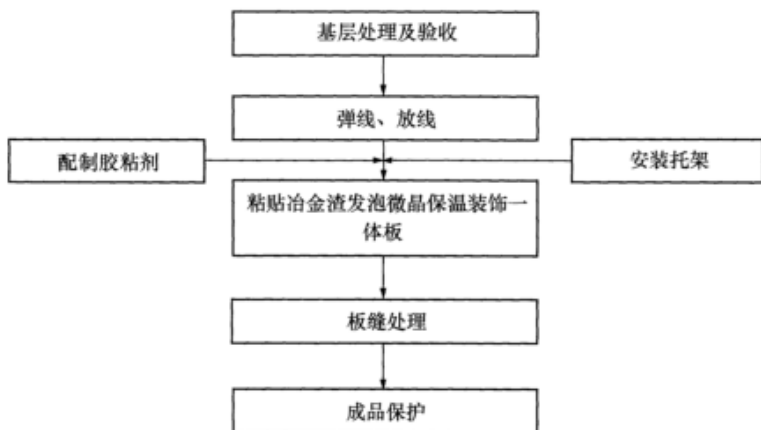 基层处理及验收
弹线、放线
配制胶粘剂
安装托架
粘贴冶金渣发泡微晶保温装饰一
体板
板缝处理
成品保护